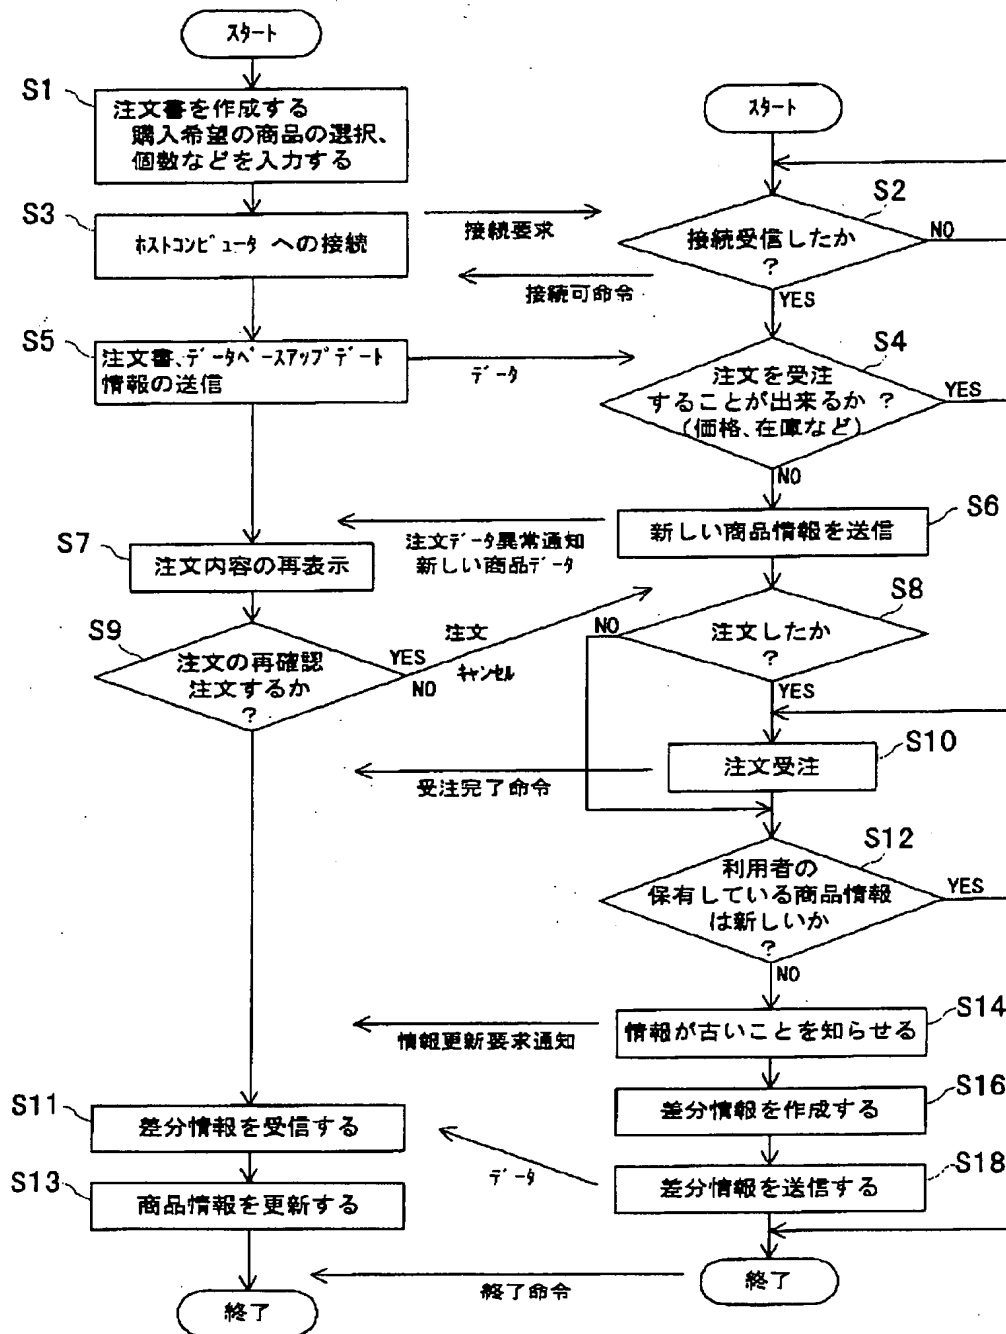 スタート
S1
注文書を作成する
購入希望の商品の選択、
個数などを入力する
スタート
S2
接続受信したか
?
NO
YES
S3
ホストコンピュータ への接続
接続要求
接続可命令
S4
注文を受注
することが出来るか ?
(価格、在庫など)
YES
NO
S5
注文書、データベースアップデート
情報の送信
データ
S6
新しい商品情報を送信
注文データ異常通知
新しい商品データ
S7
注文内容の再表示
S8
注文したか
?
NO
YES
S9
注文の再確認
注文するか
?
YES
NO
注文
キャンセル
S10
注文受注
受注完了命令
S12
利用者の
保有している商品情報
は新しいか
?
YES
NO
S14
情報が古いことを知らせる
情報更新要求通知
S11
差分情報を受信する
S16
差分情報を作成する
S13
商品情報を更新する
データ
S18
差分情報を送信する
終了
終了命令
終了